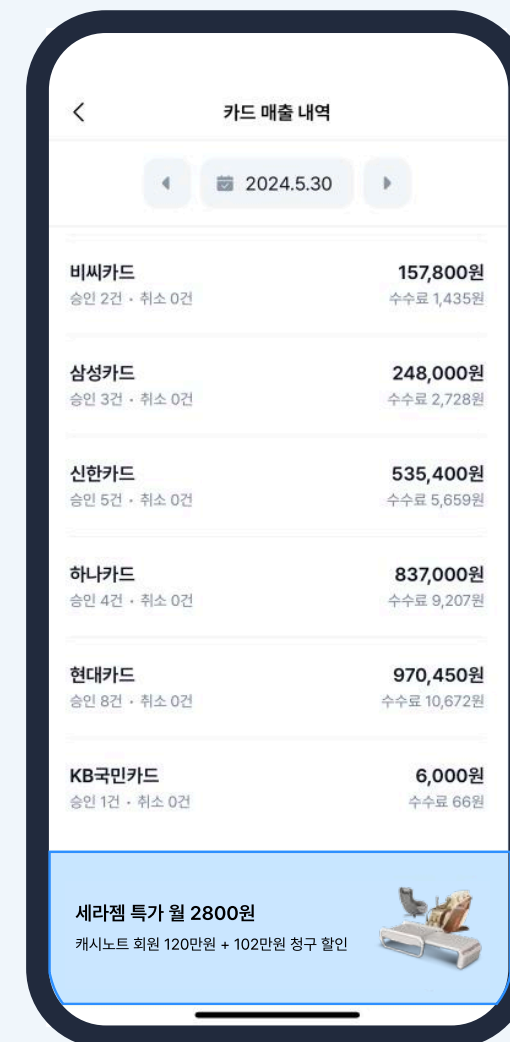 카드 매출 내역
2024.5.30
비씨카드 157,800원
승인 2건 • 취소 0건 수수료 1,435원
삼성카드 248,000원
승인 3건 • 취소 0건 수수료 2,728원
신한카드 535,400원
승인 5건 • 취소 0건 수수료 5,659원
하나카드 837,000원
승인 4건 • 취소 0건 수수료 9,207원
현대카드 970,450원
승인 8건 • 취소 0건 수수료 10,672원
KB국민카드 6,000원
승인 1건 • 취소 0건 수수료 66원
세라젬 특가 월 2800원
캐시노트 회원 120만원 + 102만원 청구 할인